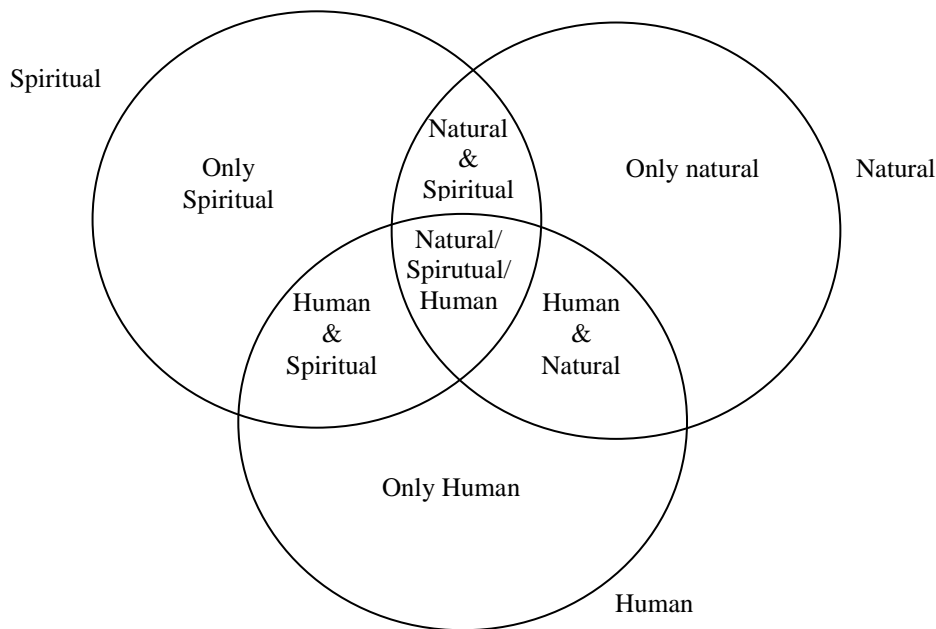 Spiritual
Only
Spiritual
Natural
&
Spiritual
Only natural
Natural
Natural/
Spirutual/
Human
Human
&
Spiritual
Human
&
Natural
Only Human
Human